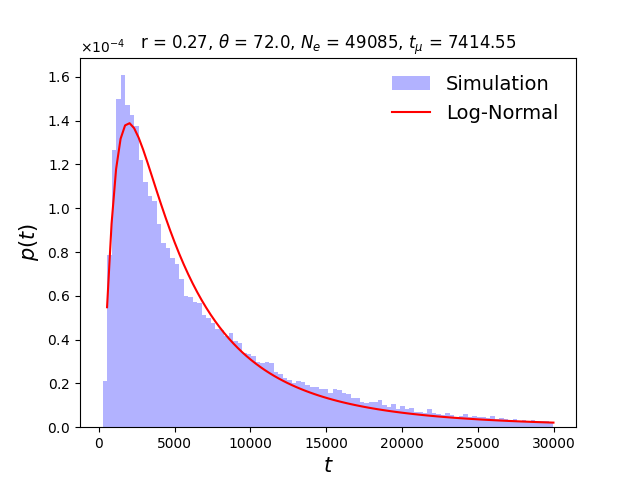 ×10⁻⁴ r = 0.27, θ = 72.0, Nₑ = 49085, t_μ = 7414.55
Simulation
Log-Normal
1.6
1.4
1.2
1.0
0.8
0.6
0.4
0.2
0.0
p(t)
0 5000 10000 15000 20000 25000 30000
t